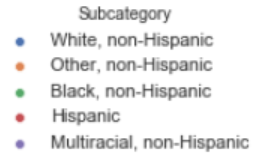 Subcategory
White, non-Hispanic
Other, non-Hispanic
Black, non-Hispanic
Hispanic
Multiracial, non-Hispanic